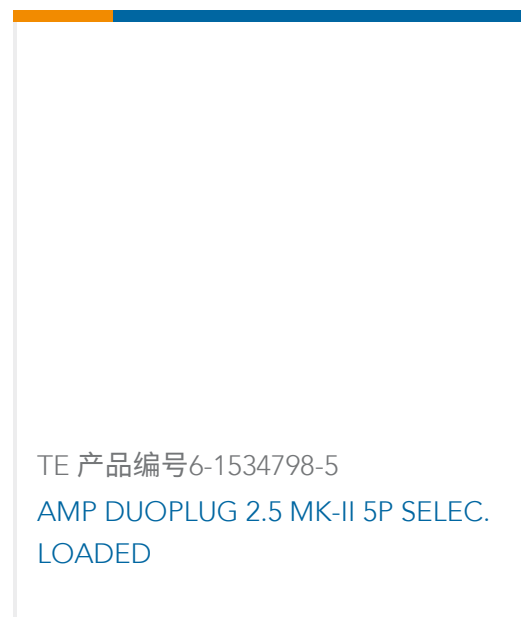 TE 产品编号6-1534798-5
AMP DUOPLUG 2.5 MK-II 5P SELEC.
LOADED